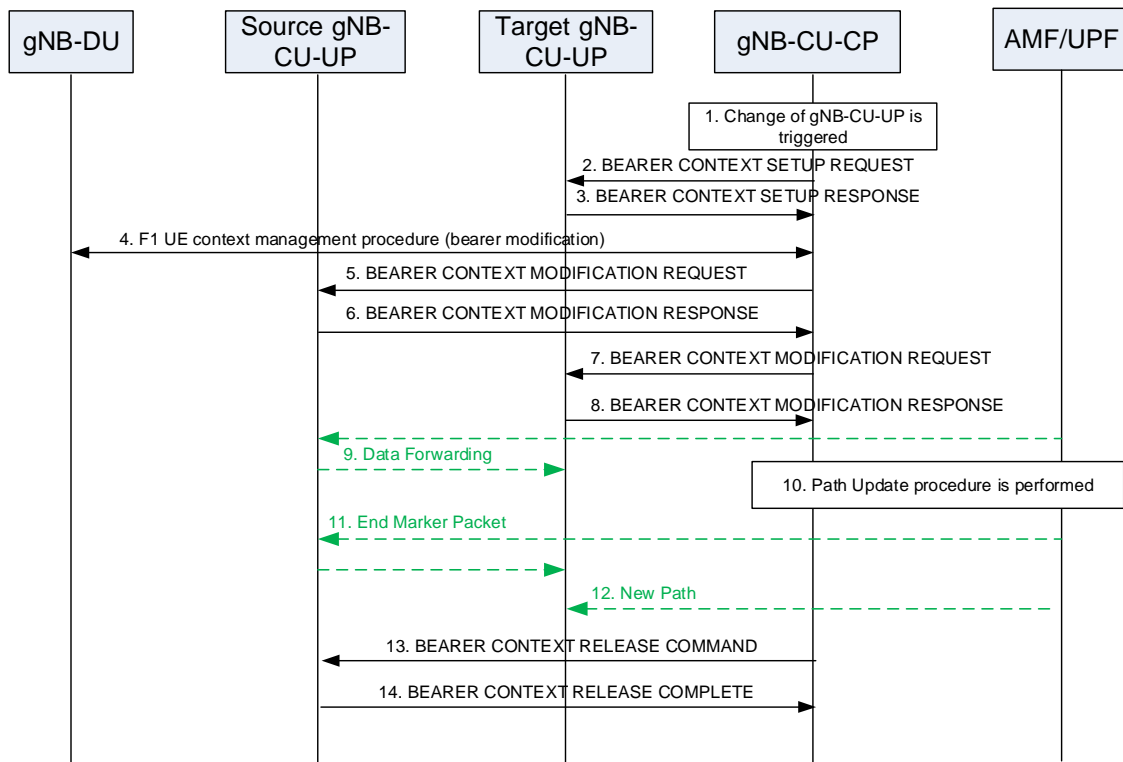 gNB-DU
Source gNB-
CU-UP
Target gNB-
CU-UP
gNB-CU-CP
AMF/UPF
1. Change of gNB-CU-UP is
triggered
2. BEARER CONTEXT SETUP REQUEST
3. BEARER CONTEXT SETUP RESPONSE
4. F1 UE context management procedure (bearer modification)
5. BEARER CONTEXT MODIFICATION REQUEST
6. BEARER CONTEXT MODIFICATION RESPONSE
7. BEARER CONTEXT MODIFICATION REQUEST
8. BEARER CONTEXT MODIFICATION RESPONSE
9. Data Forwarding
10. Path Update procedure is performed
11. End Marker Packet
12. New Path
13. BEARER CONTEXT RELEASE COMMAND
14. BEARER CONTEXT RELEASE COMPLETE